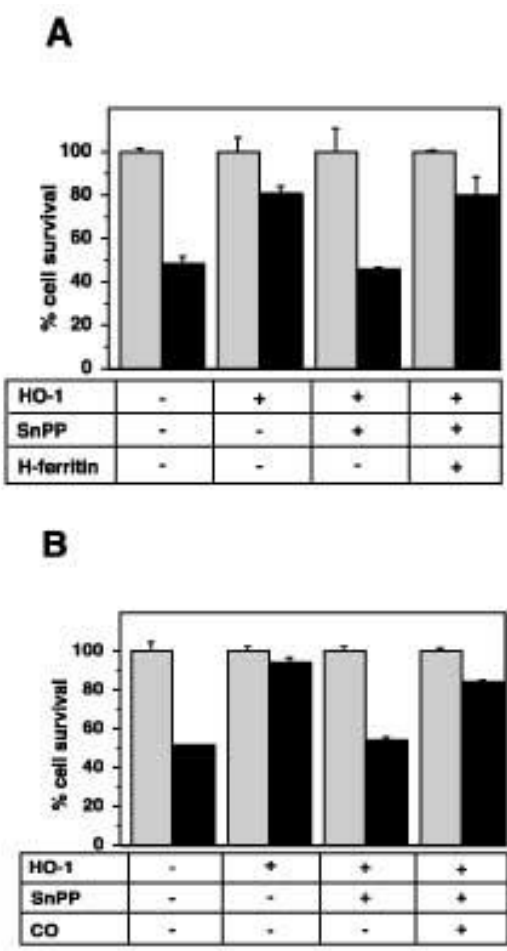 A
% cell survival
100
80
60
40
20
0
HO-1 - + + +
SnPP - - + +
H-ferritin - - - +
B
% cell survival
100
80
60
40
20
0
HO-1 - + + +
SnPP - - + +
CO - - - +